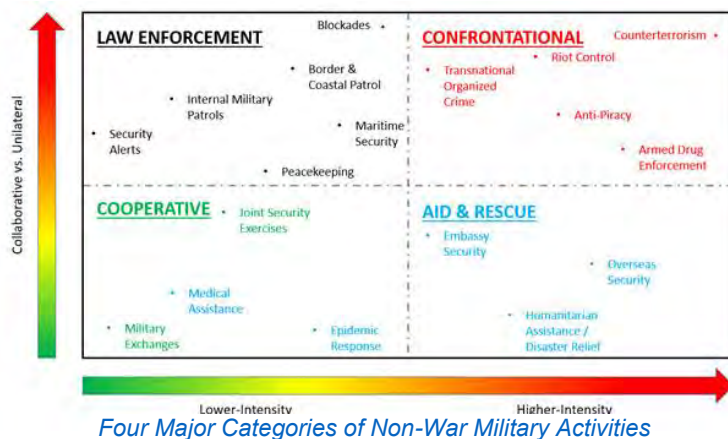 Collaborative vs. Unilateral
LAW ENFORCEMENT
Blockades
Border &
Coastal Patrol
Internal Military
Patrols
Security
Alerts
Maritime
Security
Peacekeeping
CONFRONTATIONAL
Counterterrorism
Riot Control
Transnational
Organized
Crime
Anti-Piracy
Armed Drug
Enforcement
COOPERATIVE
Joint Security
Exercises
Medical
Assistance
Military
Exchanges
Epidemic
Response
AID & RESCUE
Embassy
Security
Overseas
Security
Humanitarian
Assistance /
Disaster Relief
Lower-Intensity
Higher-Intensity
Four Major Categories of Non-War Military Activities